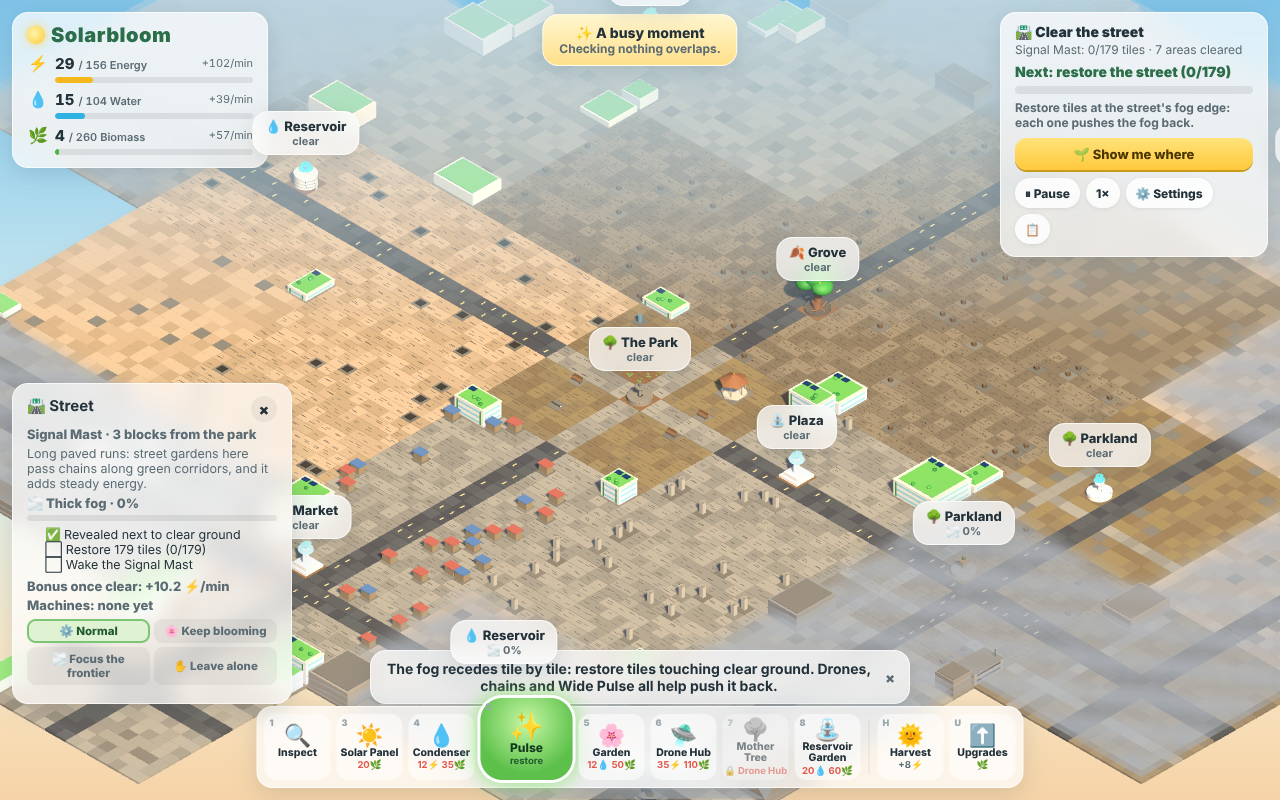 Solarbloom
29 / 156 Energy +102/min
15 / 104 Water +39/min
4 / 260 Biomass +57/min
✨ A busy moment
Checking nothing overlaps.
Clear the street
Signal Mast: 0/179 tiles · 7 areas cleared
Next: restore the street (0/179)
Restore tiles at the street's fog edge:
each one pushes the fog back.
Show me where
Pause
1×
Settings
Reservoir
clear
Grove
clear
The Park
clear
Plaza
clear
Parkland
clear
Parkland
0%
Market
clear
Reservoir
0%
Street
✖
Signal Mast · 3 blocks from the park
Long paved runs: street gardens here
pass chains along green corridors, and it
adds steady energy.
Thick fog · 0%
✅ Revealed next to clear ground
Restore 179 tiles (0/179)
Wake the Signal Mast
Bonus once clear: +10.2 ⚡/min
Machines: none yet
Normal
Keep blooming
Focus the
frontier
Leave alone
The fog recedes tile by tile: restore tiles touching clear ground. Drones,
chains and Wide Pulse all help push it back.
✖
1
Inspect
3
Solar Panel
20
4
Condenser
12⚡ 35
Pulse
restore
5
Garden
12 50
6
Drone Hub
35⚡ 110
7
Mother
Tree
Drone Hub
8
Reservoir
Garden
20 60
H
Harvest
+8⚡
U
Upgrades